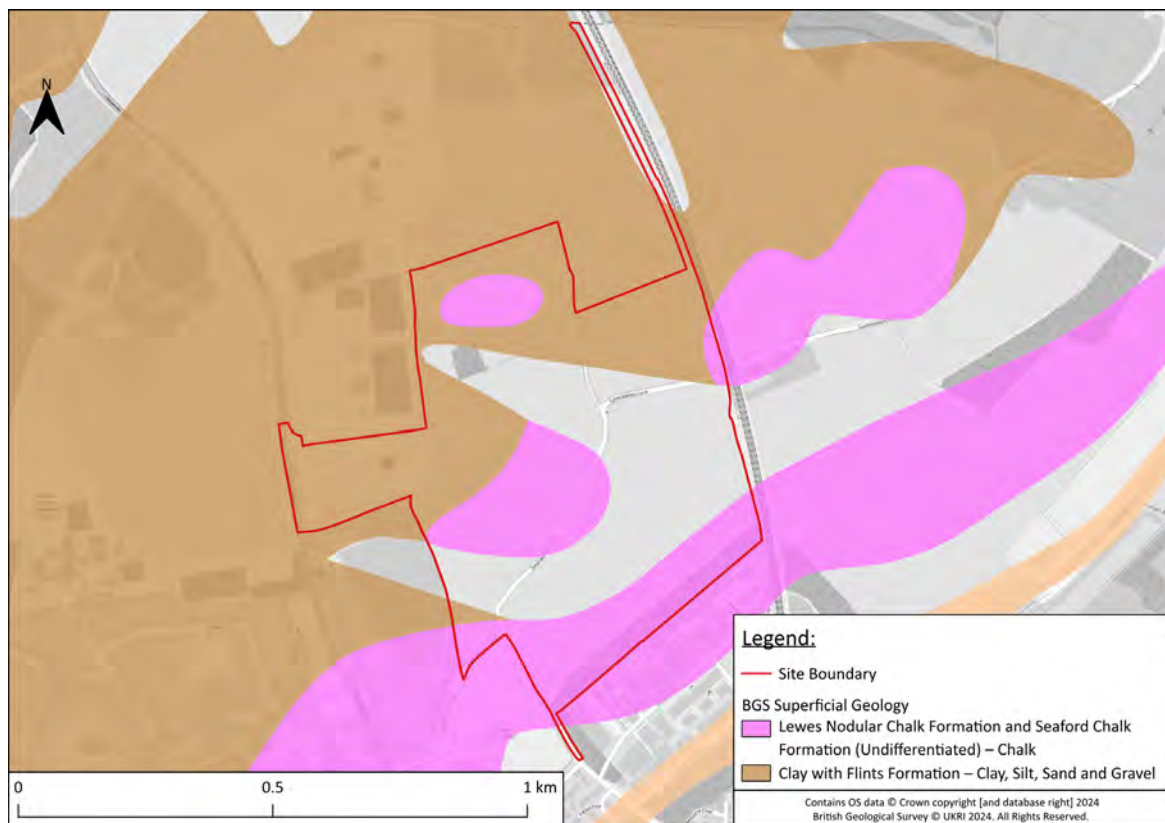 N
Legend:
Site Boundary
BGS Superficial Geology
Lewes Nodular Chalk Formation and Seaford Chalk
Formation (Undifferentiated) – Chalk
Clay with Flints Formation – Clay, Silt, Sand and Gravel
0
0.5
1 km
Contains OS data © Crown copyright [and database right] 2024
British Geological Survey © UKRI 2024. All Rights Reserved.